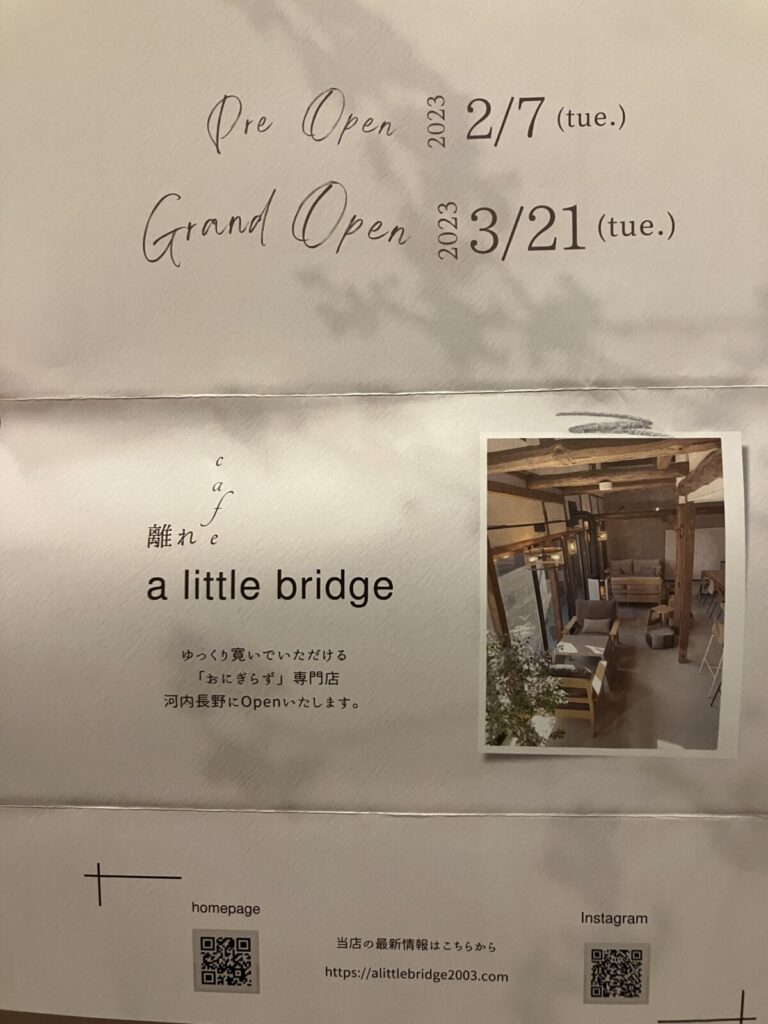 Pre Open 2023 2/7 (tue.)
Grand Open 2023 3/21 (tue.)
cafe
離れ
a little bridge
ゆっくり寛いでいただける
「おにぎらず」専門店
河内長野にOpenいたします。
homepage
Instagram
当店の最新情報はこちらから
https://alittlebridge2003.com